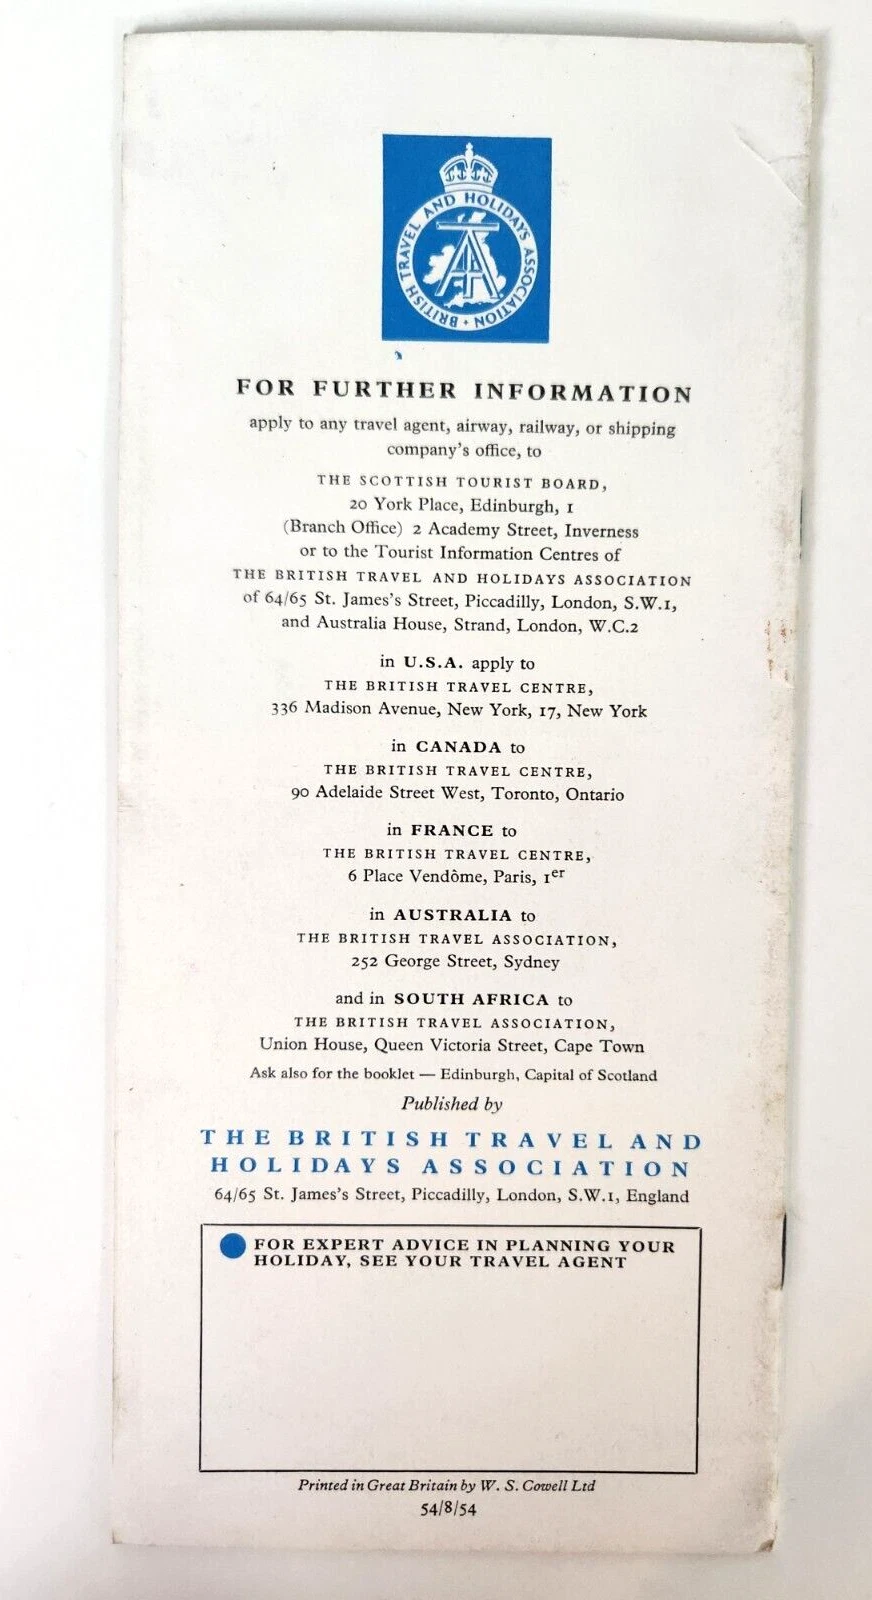 BRITISH TRAVEL AND HOLIDAYS ASSOCIATION
FOR FURTHER INFORMATION
apply to any travel agent, airway, railway, or shipping
company's office, to
THE SCOTTISH TOURIST BOARD,
20 York Place, Edinburgh, 1
(Branch Office) 2 Academy Street, Inverness
or to the Tourist Information Centres of
THE BRITISH TRAVEL AND HOLIDAYS ASSOCIATION
of 64/65 St. James's Street, Piccadilly, London, S.W.1,
and Australia House, Strand, London, W.C.2
in U.S.A. apply to
THE BRITISH TRAVEL CENTRE,
336 Madison Avenue, New York, 17, New York
in CANADA to
THE BRITISH TRAVEL CENTRE,
90 Adelaide Street West, Toronto, Ontario
in FRANCE to
THE BRITISH TRAVEL CENTRE,
6 Place Vendôme, Paris, 1er
in AUSTRALIA to
THE BRITISH TRAVEL ASSOCIATION,
252 George Street, Sydney
and in SOUTH AFRICA to
THE BRITISH TRAVEL ASSOCIATION,
Union House, Queen Victoria Street, Cape Town
Ask also for the booklet — Edinburgh, Capital of Scotland
Published by
THE BRITISH TRAVEL AND
HOLIDAYS ASSOCIATION
64/65 St. James's Street, Piccadilly, London, S.W.1, England
FOR EXPERT ADVICE IN PLANNING YOUR
HOLIDAY, SEE YOUR TRAVEL AGENT
Printed in Great Britain by W. S. Cowell Ltd
54/8/54